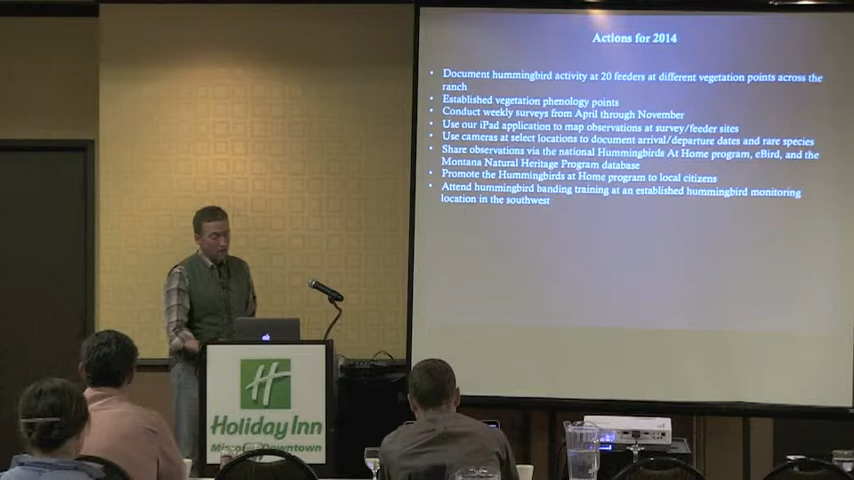 Actions for 2014
• Document hummingbird activity at 20 feeders at different vegetation points across the
ranch
• Established vegetation phenology points
• Conduct weekly surveys from April through November
• Use our iPad application to map observations at survey/feeder sites
• Use cameras at select locations to document arrival/departure dates and rare species
• Share observations via the national Hummingbirds At Home program, eBird, and the
Montana Natural Heritage Program database
• Promote the Hummingbirds at Home program to local citizens
• Attend hummingbird banding training at an established hummingbird monitoring
location in the southwest
H
Holiday Inn
Downtown